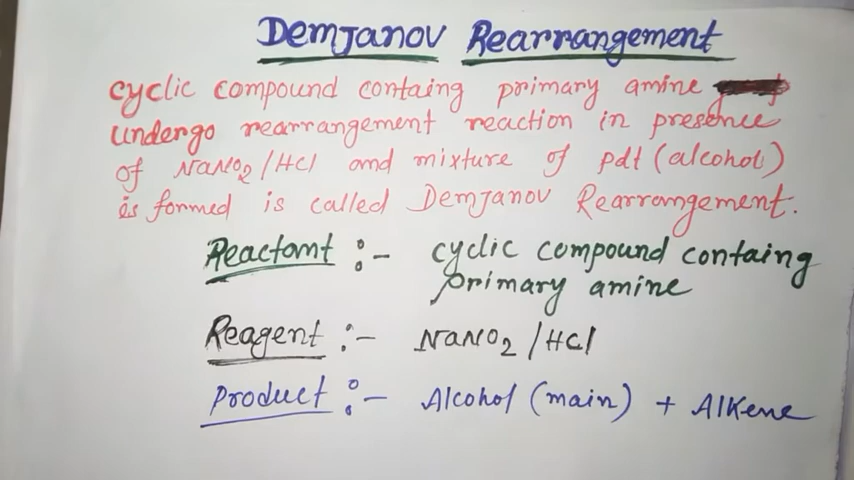 Demjanov Rearrangement
cyclic compound containg primary amine
undergo rearrangement reaction in presence
of NaNO2/HCl and mixture of pdt (alcohol)
is formed is called Demjanov Rearrangement.
Reactant :- cyclic compound containg
primary amine
Reagent :- NaNO2/HCl
Product :- Alcohol (main) + Alkene